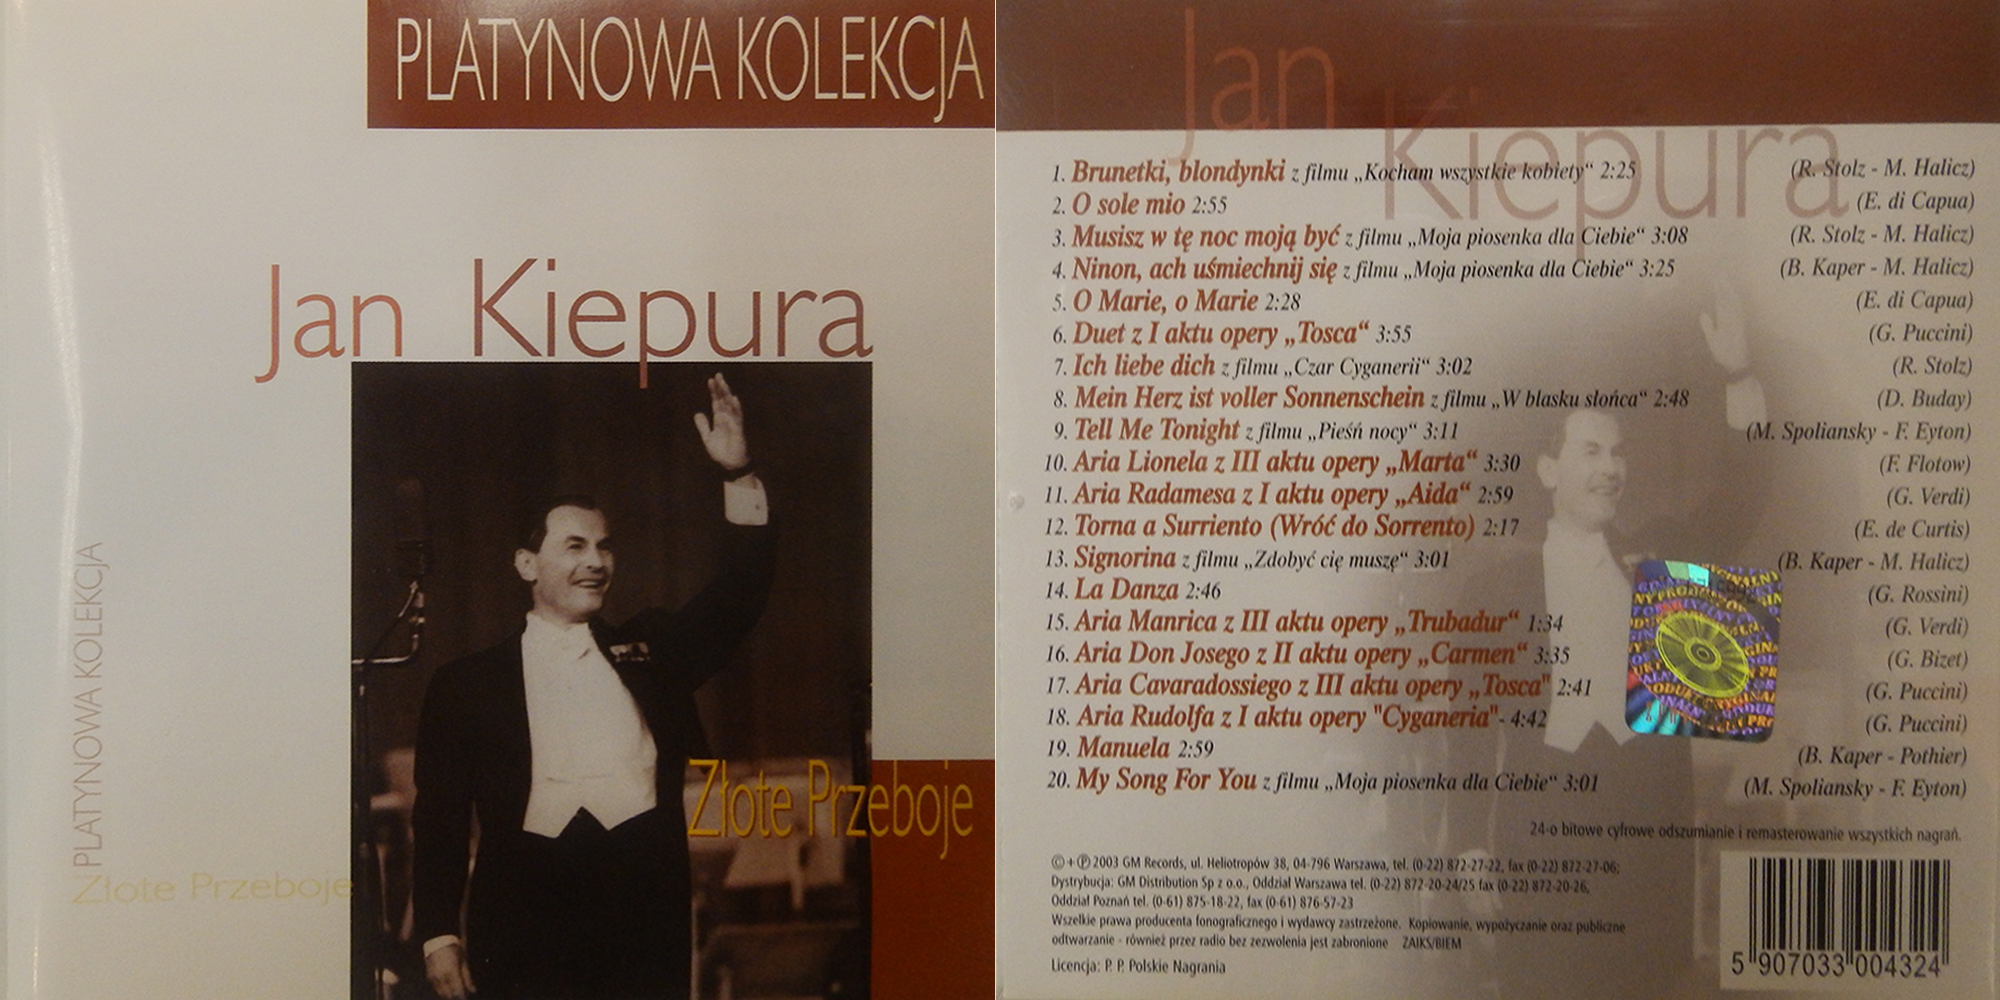 PLATYNOWA KOLEKCJA
Jan Kiepura
Złote Przeboje
PLATYNOWA KOLEKCJA
Złote Przeboje
Jan
Kiepura
1. Brunetki, blondynki z filmu „Kocham wszystkie kobiety“ 2:25 (R. Stolz - M. Halicz)
2. O sole mio 2:55 (E. di Capua)
3. Musisz w tę noc moją być z filmu „Moja piosenka dla Ciebie“ 3:08 (R. Stolz - M. Halicz)
4. Ninon, ach uśmiechnij się z filmu „Moja piosenka dla Ciebie“ 3:25 (B. Kaper - M. Halicz)
5. O Marie, o Marie 2:28 (E. di Capua)
6. Duet z I aktu opery „Tosca“ 3:55 (G. Puccini)
7. Ich liebe dich z filmu „Czar Cyganerii“ 3:02 (R. Stolz)
8. Mein Herz ist voller Sonnenschein z filmu „W blasku słońca“ 2:48 (D. Buday)
9. Tell Me Tonight z filmu „Pieśń nocy“ 3:11 (M. Spoliansky - F. Eyton)
10. Aria Lionela z III aktu opery „Marta“ 3:30 (F. Flotow)
11. Aria Radamesa z I aktu opery „Aida“ 2:59 (G. Verdi)
12. Torna a Surriento (Wróć do Sorrento) 2:17 (E. de Curtis)
13. Signorina z filmu „Zdobyć cię muszę“ 3:01 (B. Kaper - M. Halicz)
14. La Danza 2:46 (G. Rossini)
15. Aria Manrica z III aktu opery „Trubadur“ 1:34 (G. Verdi)
16. Aria Don Josego z II aktu opery „Carmen“ 3:35 (G. Bizet)
17. Aria Cavaradossiego z III aktu opery „Tosca" 2:41 (G. Puccini)
18. Aria Rudolfa z I aktu opery "Cyganeria"- 4:42 (G. Puccini)
19. Manuela 2:59 (B. Kaper - Pothier)
20. My Song For You z filmu „Moja piosenka dla Ciebie“ 3:01 (M. Spoliansky - F. Eyton)
24-o bitowe cyfrowe odszumianie i remasterowanie wszystkich nagrań.
©+℗ 2003 GM Records, ul. Heliotropów 38, 04-796 Warszawa, tel. (0-22) 872-27-22, fax (0-22) 872-27-06;
Dystrybucja: GM Distribution Sp z o.o., Oddział Warszawa tel. (0-22) 872-20-24/25 fax (0-22) 872-20-26,
Oddział Poznań tel. (0-61) 875-18-22, fax (0-61) 876-57-23
Wszelkie prawa producenta fonograficznego i wydawcy zastrzeżone. Kopiowanie, wypożyczanie oraz publiczne
odtwarzanie - również przez radio bez zezwolenia jest zabronione ZAIKS/BIEM
Licencja: P. P. Polskie Nagrania
5 907033 004324